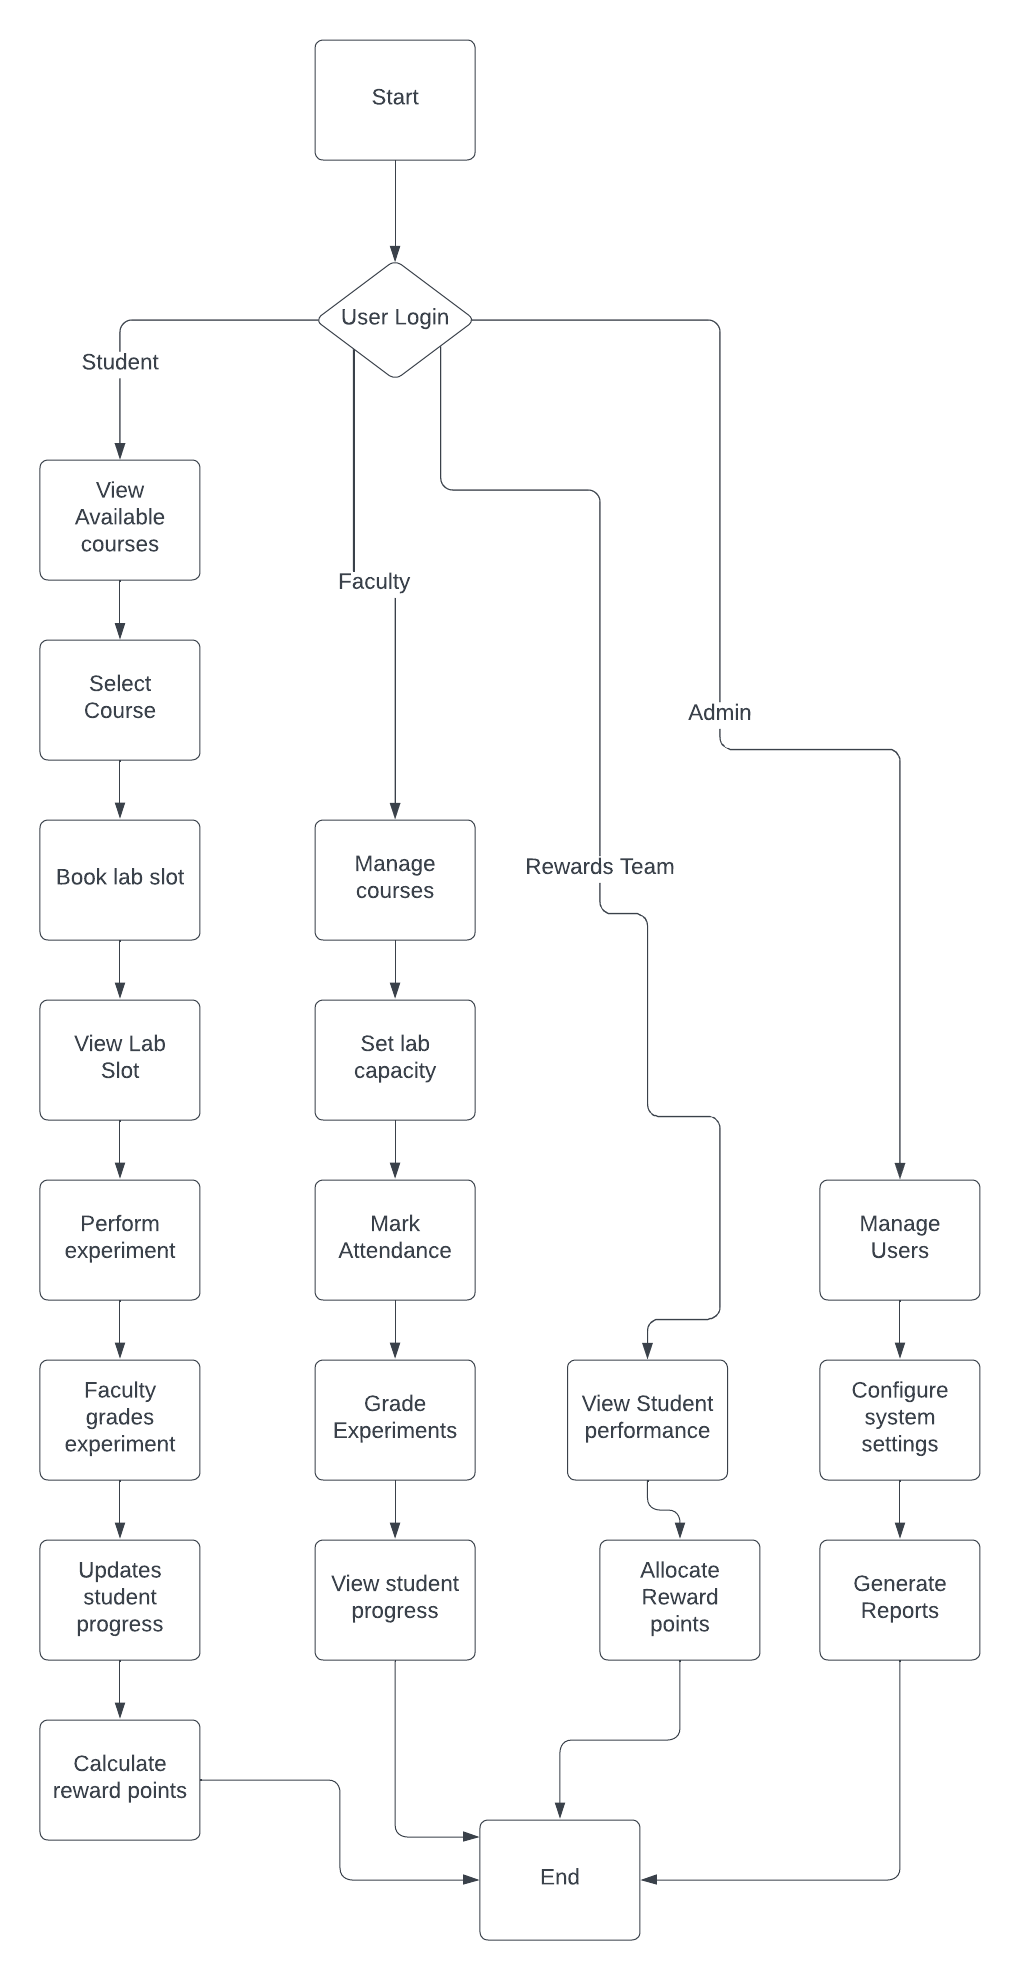 Start
User Login
Student
View
Available
courses
Select
Course
Book lab slot
View Lab
Slot
Perform
experiment
Faculty
grades
experiment
Updates
student
progress
Calculate
reward points
Faculty
Manage
courses
Set lab
capacity
Mark
Attendance
Grade
Experiments
View student
progress
Rewards Team
View Student
performance
Allocate
Reward
points
Admin
Manage
Users
Configure
system
settings
Generate
Reports
End